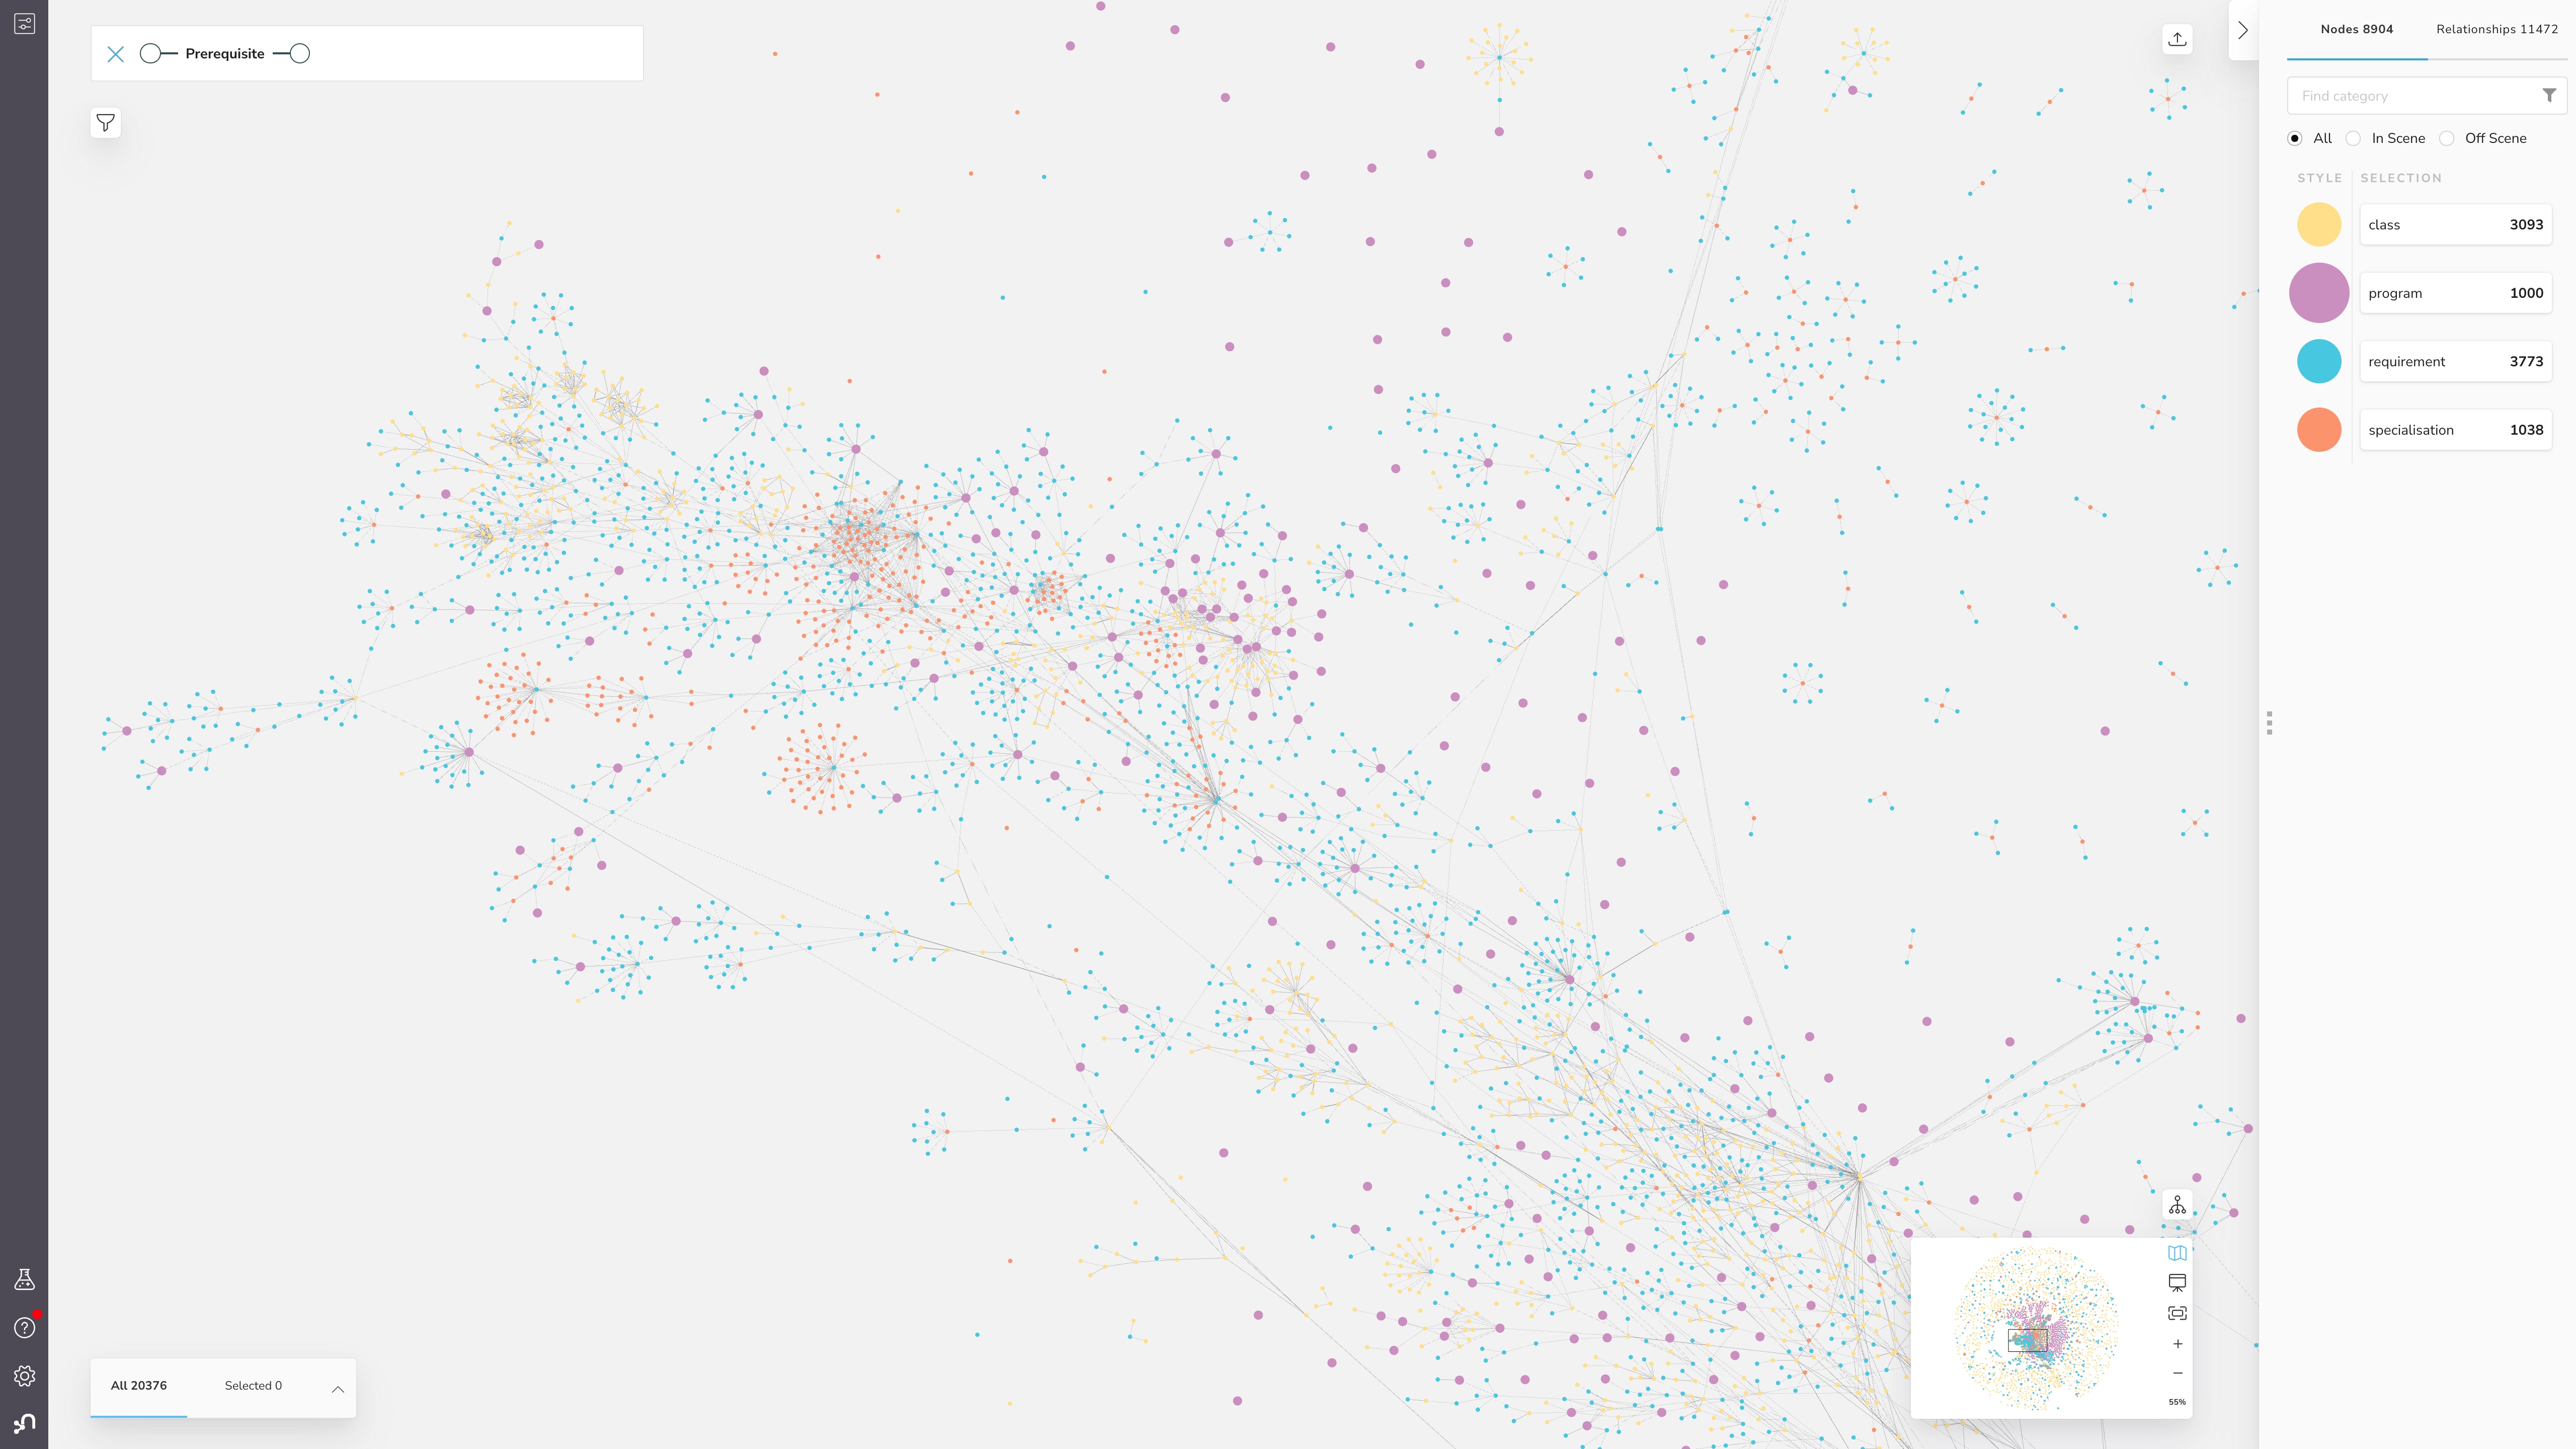 Prerequisite
Nodes 8904
Relationships 11472
Find category
All
In Scene
Off Scene
STYLE
SELECTION
class 3093
program 1000
requirement 3773
specialisation 1038
55%
All 20376
Selected 0